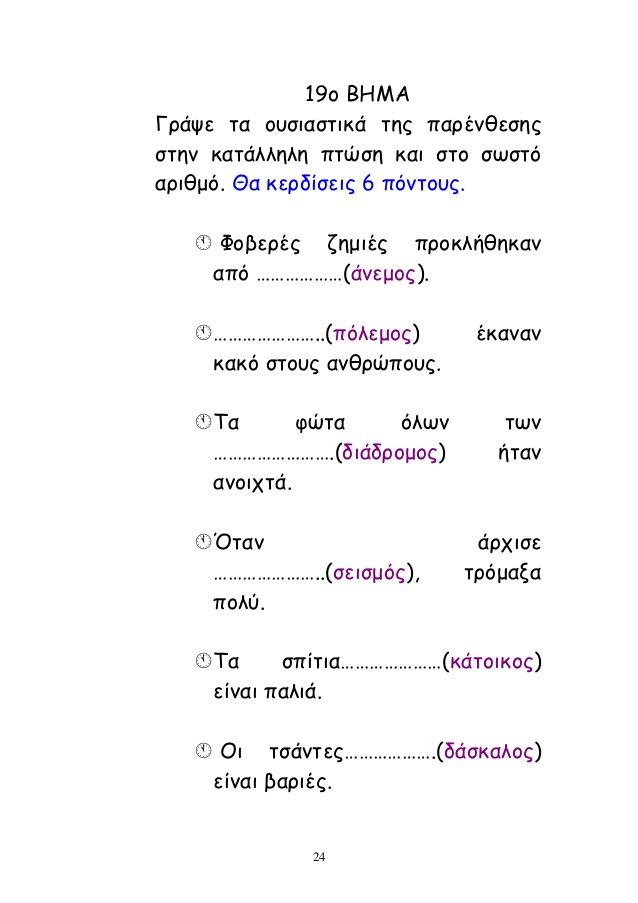 19ο ΒΗΜΑ
Γράψε τα ουσιαστικά της παρένθεσης
στην κατάλληλη πτώση και στο σωστό
αριθμό. Θα κερδίσεις 6 πόντους.
Φοβερές ζημιές προκλήθηκαν
από ………………(άνεμος).
…………………..(πόλεμος) έκαναν
κακό στους ανθρώπους.
Τα φώτα όλων των
…………………….(διάδρομος) ήταν
ανοιχτά.
Όταν άρχισε
…………………..(σεισμός), τρόμαξα
πολύ.
Τα σπίτια…………………(κάτοικος)
είναι παλιά.
Οι τσάντες……………….(δάσκαλος)
είναι βαριές.
24